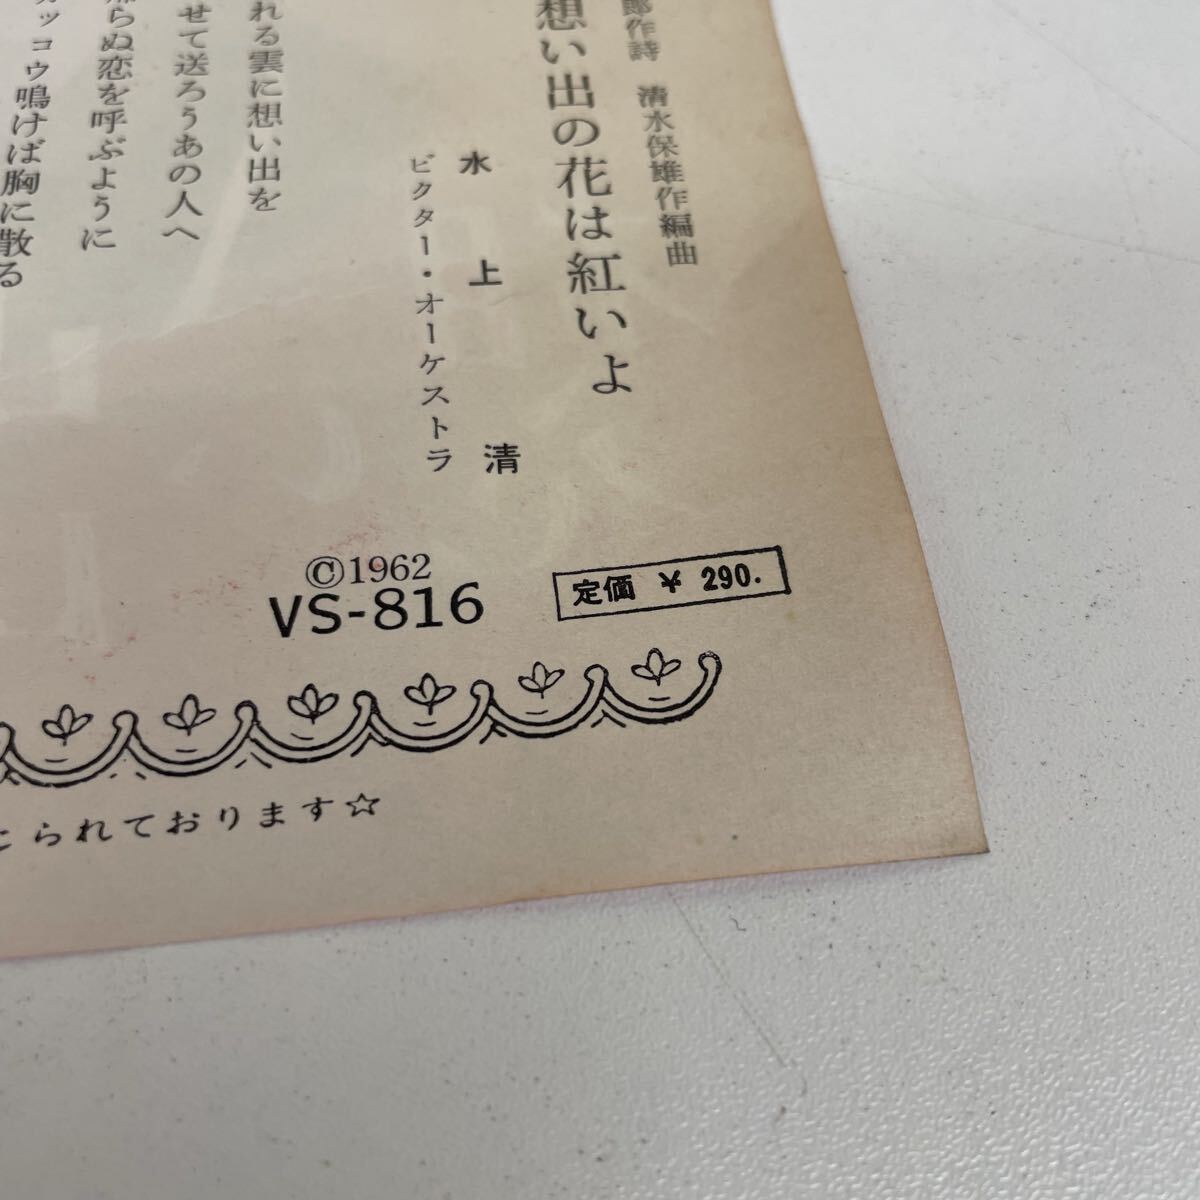 郎作詩 清水保雄作編曲
想い出の花は紅いよ
水上 清
ビクター・オーケストラ
れる雲に想い出を
せて送ろうあの人へ
らぬ恋を呼ぶように
カッコウ鳴けば胸に散る
©1962
VS-816
定価 ¥ 290.
られております☆